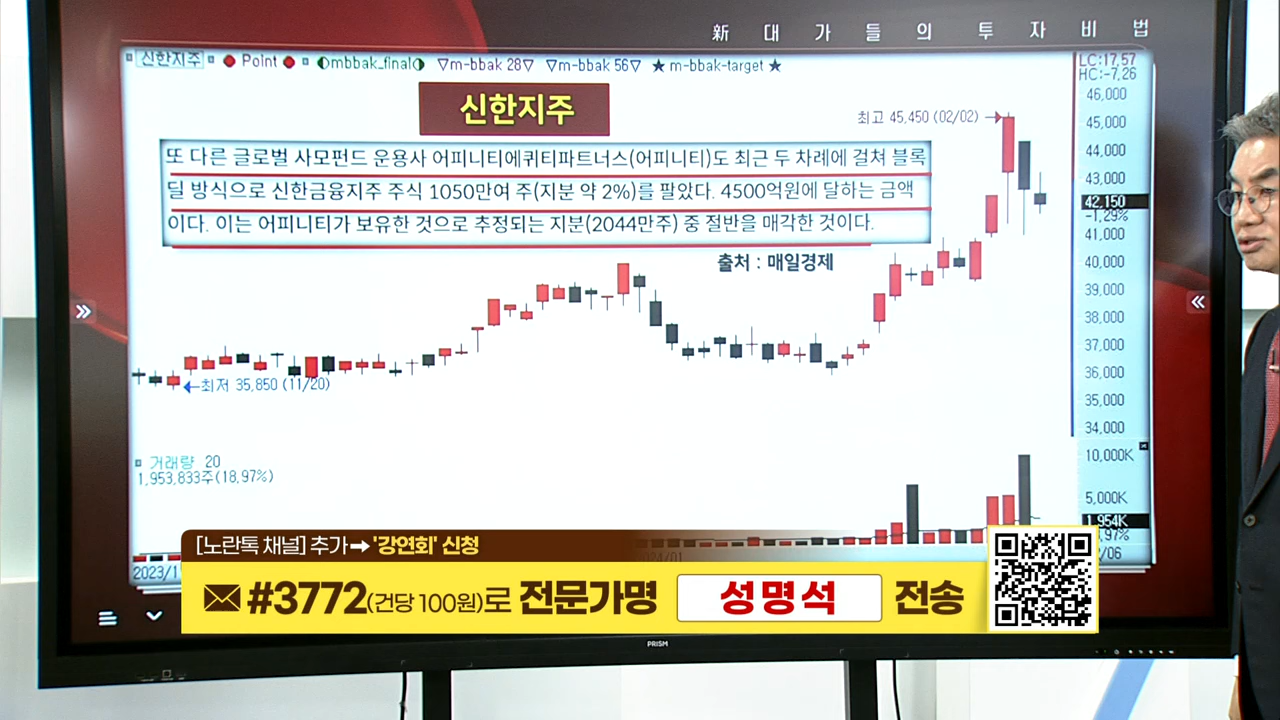 新 대 가 들 의 투 자 비 법
신한지주 Point mbbak_final ▽m-bbak 28▽ ▽m-bbak 56▽ ★ m-bbak-target ★
LC:17,57
HC:-7,26
신한지주
최고 45,450 (02/02)
또 다른 글로벌 사모펀드 운용사 어피니티에쿼티파트너스(어피니티)도 최근 두 차례에 걸쳐 블록
딜 방식으로 신한금융지주 주식 1050만여 주(지분 약 2%)를 팔았다. 4500억원에 달하는 금액
이다. 이는 어피니티가 보유한 것으로 추정되는 지분(2044만주) 중 절반을 매각한 것이다.
출처 : 매일경제
46,000
45,000
44,000
43,000
42,150
-1,29%
41,000
40,000
39,000
38,000
37,000
36,000
35,000
34,000
최저 35,850 (11/20)
거래량 20
1,953,833주(18,97%)
10,000K
5,000K
1,954K
,97%
2023/1
024/01
/06
[노란톡 채널] 추가➡'강연회' 신청
#3772(건당 100원)로 전문가명 성명석 전송
PRISM